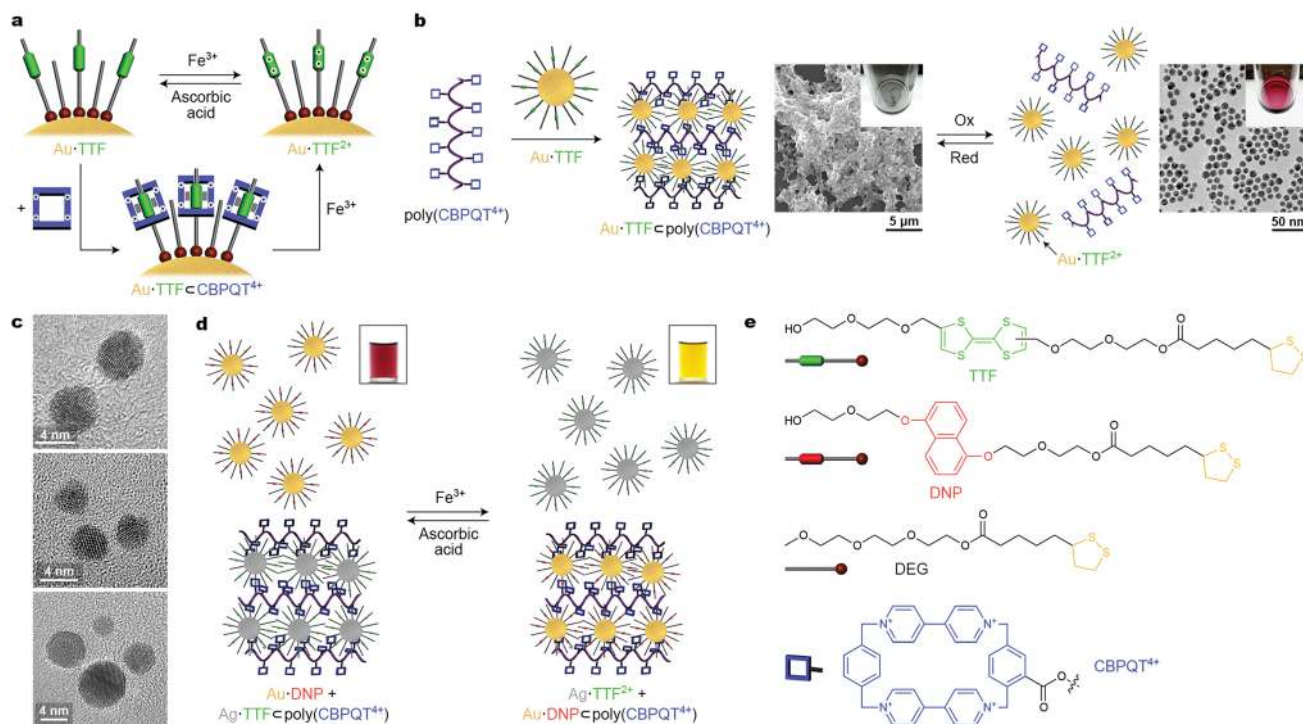 a
Fe³⁺
Ascorbic
acid
Au·TTF
Au·TTF²⁺
+
Fe³⁺
Au·TTF⊂CBPQT⁴⁺
b
poly(CBPQT⁴⁺)
Au·TTF
Au·TTF⊂poly(CBPQT⁴⁺)
5 µm
Ox
Red
Au·TTF²⁺
50 nm
c
4 nm
4 nm
4 nm
d
Fe³⁺
Ascorbic
acid
Au·DNP +
Ag·TTF⊂poly(CBPQT⁴⁺)
Ag·TTF²⁺ +
Au·DNP⊂poly(CBPQT⁴⁺)
e
HO
O
O
O
S
S
S
S
TTF
O
O
O
O
S
S
HO
O
O
DNP
O
O
O
O
S
S
O
O
O
O
O
S
S
DEG
N⁺
N⁺
N⁺
N⁺
O
O
CBPQT⁴⁺